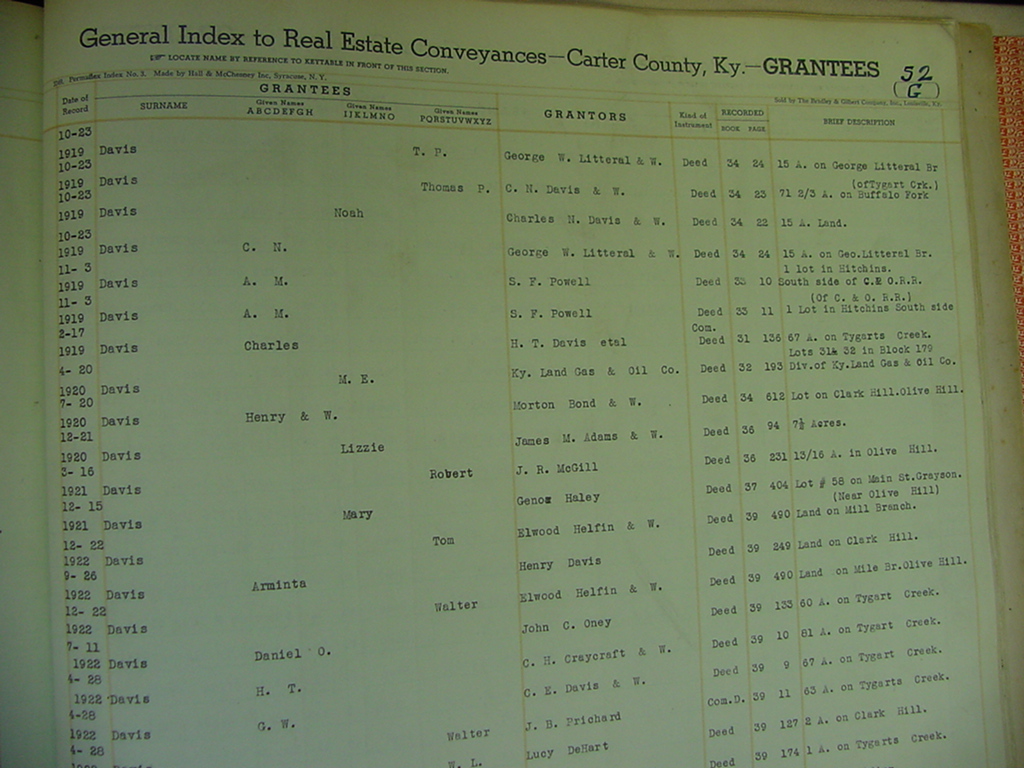 General Index to Real Estate Conveyances—Carter County, Ky.—GRANTEES
52
(G)
LOCATE NAME BY REFERENCE TO KEYTABLE IN FRONT OF THIS SECTION.
Permaflex Index No. 3. Made by Hall & McChesney Inc, Syracuse, N. Y.
Sold by The Bradley & Gilbert Company, Inc., Louisville, Ky.
Date of Record
GRANTEES
SURNAME
Given Names ABCDEFGH
Given Names IJKLMNO
Given Names PQRSTUVWXYZ
GRANTORS
Kind of Instrument
RECORDED
BOOK PAGE
BRIEF DESCRIPTION
10-23
1919 Davis T. P. George W. Litteral & W. Deed 34 24 15 A. on George Litteral Br
10-23 (ofTygart Crk.)
1919 Davis Thomas P. C. N. Davis & W. Deed 34 23 71 2/3 A. on Buffalo Fork
10-23
1919 Davis Noah Charles N. Davis & W. Deed 34 22 15 A. Land.
10-23
1919 Davis C. N. George W. Litteral & W. Deed 34 24 15 A. on Geo.Litteral Br.
11- 3 1 lot in Hitchins.
1919 Davis A. M. S. F. Powell Deed 33 10 South side of C.& O.R.R.
11- 3 (Of C. & O. R.R.)
1919 Davis A. M. S. F. Powell Deed 33 11 1 Lot in Hitchins South side
2-17 Com.
1919 Davis Charles H. T. Davis etal Deed 31 136 67 A. on Tygarts Creek.
4- 20 Lots 31& 32 in Block 179
1920 Davis M. E. Ky. Land Gas & Oil Co. Deed 32 193 Div.of Ky.Land Gas & Oil Co.
7- 20
1920 Davis Henry & W. Morton Bond & W. Deed 34 612 Lot on Clark Hill.Olive Hill.
12-21
1920 Davis Lizzie James M. Adams & W. Deed 36 94 7½ Acres.
3- 16
1921 Davis Robert J. R. McGill Deed 36 231 13/16 A. in Olive Hill.
12- 15
1921 Davis Mary Genos Haley Deed 37 404 Lot # 58 on Main St.Grayson.
12- 22 (Near Olive Hill)
1922 Davis Tom Elwood Helfin & W. Deed 39 490 Land on Mill Branch.
9- 26
1922 Davis Arminta Henry Davis Deed 39 249 Land on Clark Hill.
12- 22
1922 Davis Walter Elwood Helfin & W. Deed 39 490 Land on Mile Br.Olive Hill.
7- 11
1922 Davis Daniel O. John C. Oney Deed 39 133 60 A. on Tygart Creek.
4- 28
1922 Davis H. T. C. H. Craycraft & W. Deed 39 10 81 A. on Tygart Creek.
4-28
1922 Davis G. W. C. E. Davis & W. Deed 39 9 67 A. on Tygart Creek.
4- 28
Walter J. B. Prichard Com.D. 39 11 63 A. on Tygarts Creek.
W. L. Lucy DeHart Deed 39 127 2 A. on Clark Hill.
Deed 39 174 1 A. on Tygarts Creek.